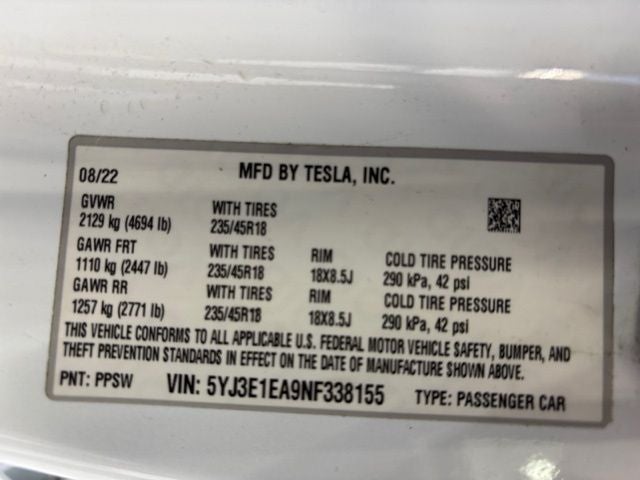 08/22 MFD BY TESLA, INC.
GVWR
2129 kg (4694 lb) WITH TIRES 235/45R18
GAWR FRT
1110 kg (2447 lb) WITH TIRES 235/45R18 RIM 18X8.5J COLD TIRE PRESSURE 290 kPa, 42 psi
GAWR RR
1257 kg (2771 lb) WITH TIRES 235/45R18 RIM 18X8.5J COLD TIRE PRESSURE 290 kPa, 42 psi
THIS VEHICLE CONFORMS TO ALL APPLICABLE U.S. FEDERAL MOTOR VEHICLE SAFETY, BUMPER, AND
THEFT PREVENTION STANDARDS IN EFFECT ON THE DATE OF MANUFACTURE SHOWN ABOVE.
PNT: PPSW VIN: 5YJ3E1EA9NF338155 TYPE: PASSENGER CAR